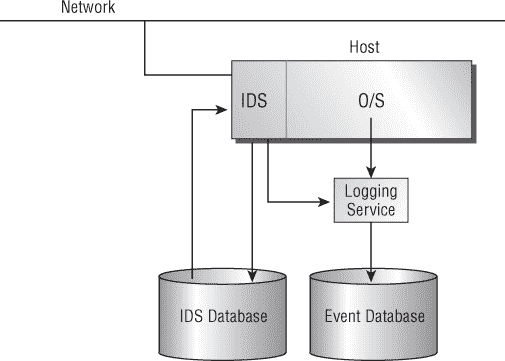 Network
Host
IDS
O/S
Logging
Service
IDS Database
Event Database